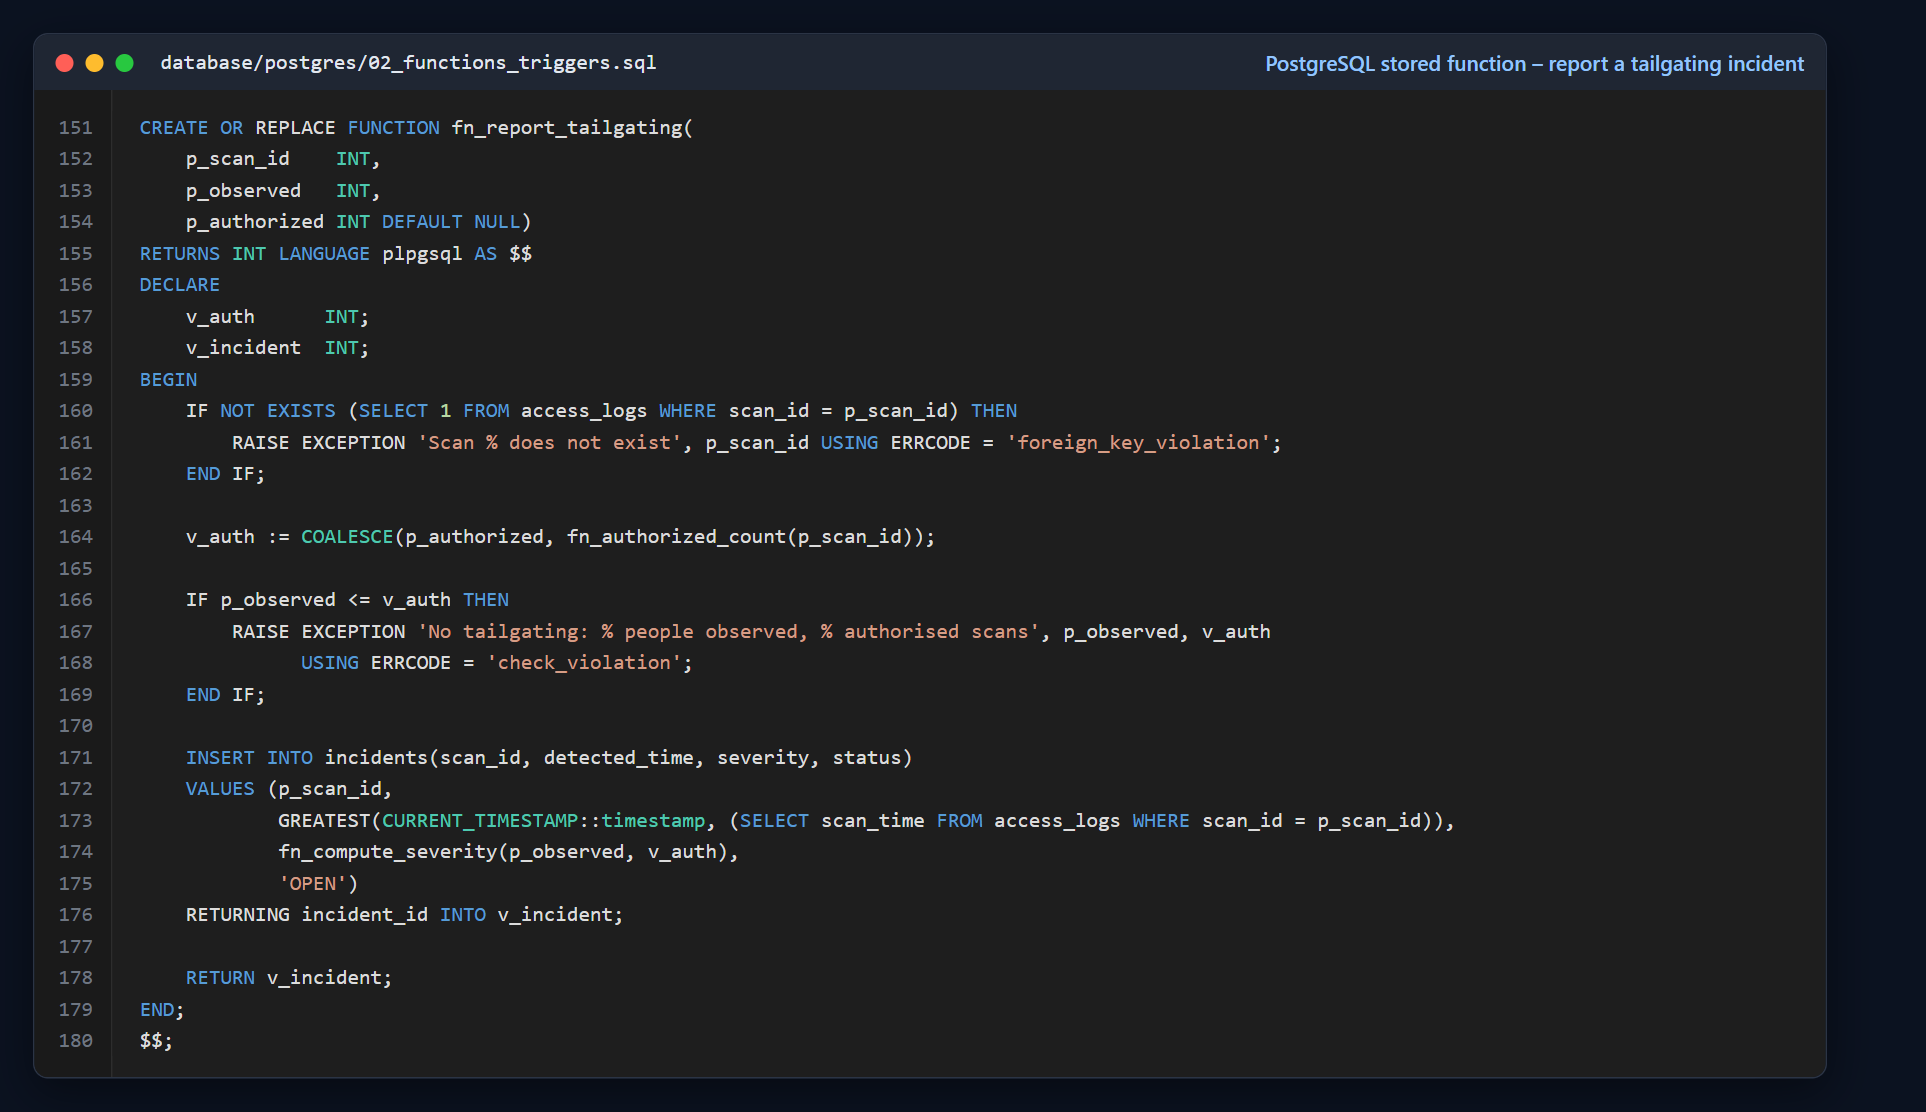 database/postgres/02_functions_triggers.sql
PostgreSQL stored function – report a tailgating incident
151 CREATE OR REPLACE FUNCTION fn_report_tailgating(
152     p_scan_id    INT,
153     p_observed   INT,
154     p_authorized INT DEFAULT NULL)
155 RETURNS INT LANGUAGE plpgsql AS $$
156 DECLARE
157     v_auth      INT;
158     v_incident  INT;
159 BEGIN
160     IF NOT EXISTS (SELECT 1 FROM access_logs WHERE scan_id = p_scan_id) THEN
161         RAISE EXCEPTION 'Scan % does not exist', p_scan_id USING ERRCODE = 'foreign_key_violation';
162     END IF;
163
164     v_auth := COALESCE(p_authorized, fn_authorized_count(p_scan_id));
165
166     IF p_observed <= v_auth THEN
167         RAISE EXCEPTION 'No tailgating: % people observed, % authorised scans', p_observed, v_auth
168               USING ERRCODE = 'check_violation';
169     END IF;
170
171     INSERT INTO incidents(scan_id, detected_time, severity, status)
172     VALUES (p_scan_id,
173             GREATEST(CURRENT_TIMESTAMP::timestamp, (SELECT scan_time FROM access_logs WHERE scan_id = p_scan_id)),
174             fn_compute_severity(p_observed, v_auth),
175             'OPEN')
176     RETURNING incident_id INTO v_incident;
177
178     RETURN v_incident;
179 END;
180 $$;